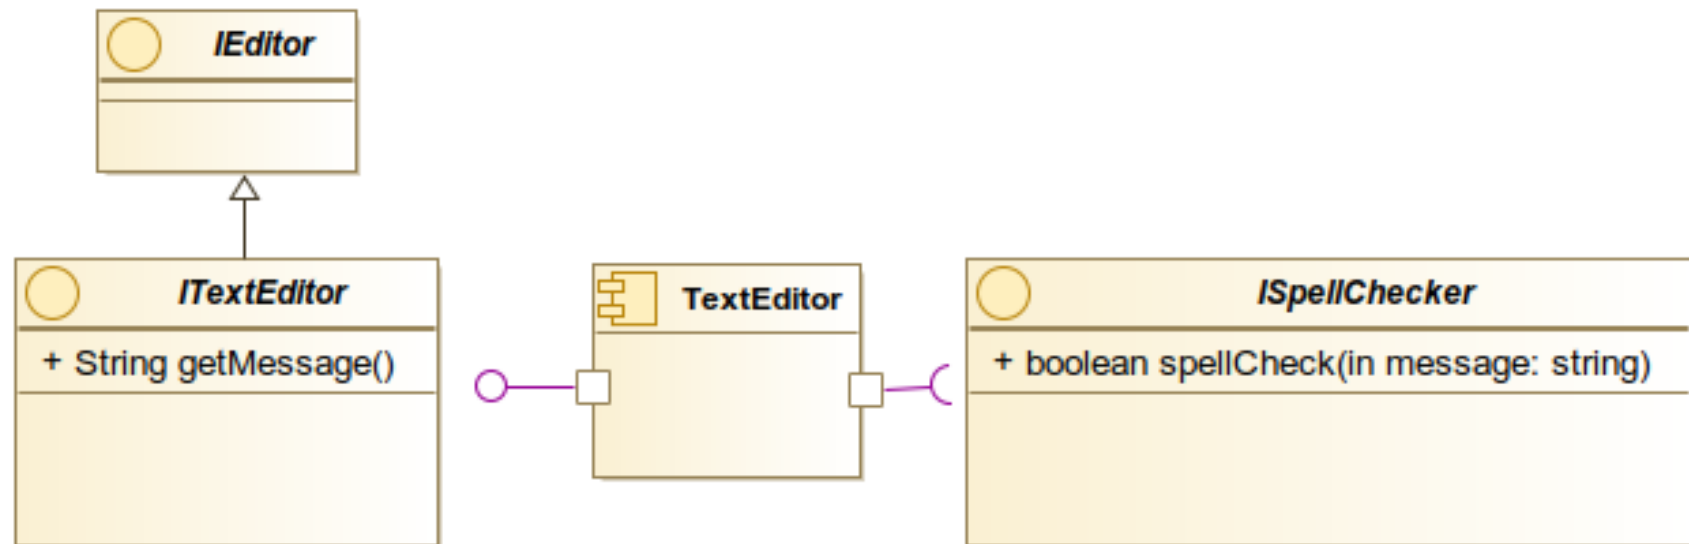 IEditor
ITextEditor
+ String getMessage()
TextEditor
ISpellChecker
+ boolean spellCheck(in message: string)